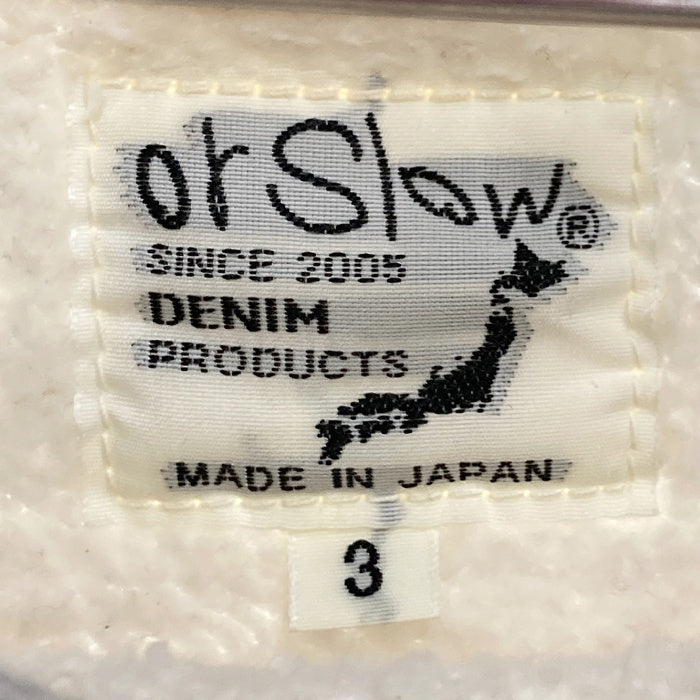 orSlow®
SINCE 2005
DENIM
PRODUCTS
MADE IN JAPAN
3